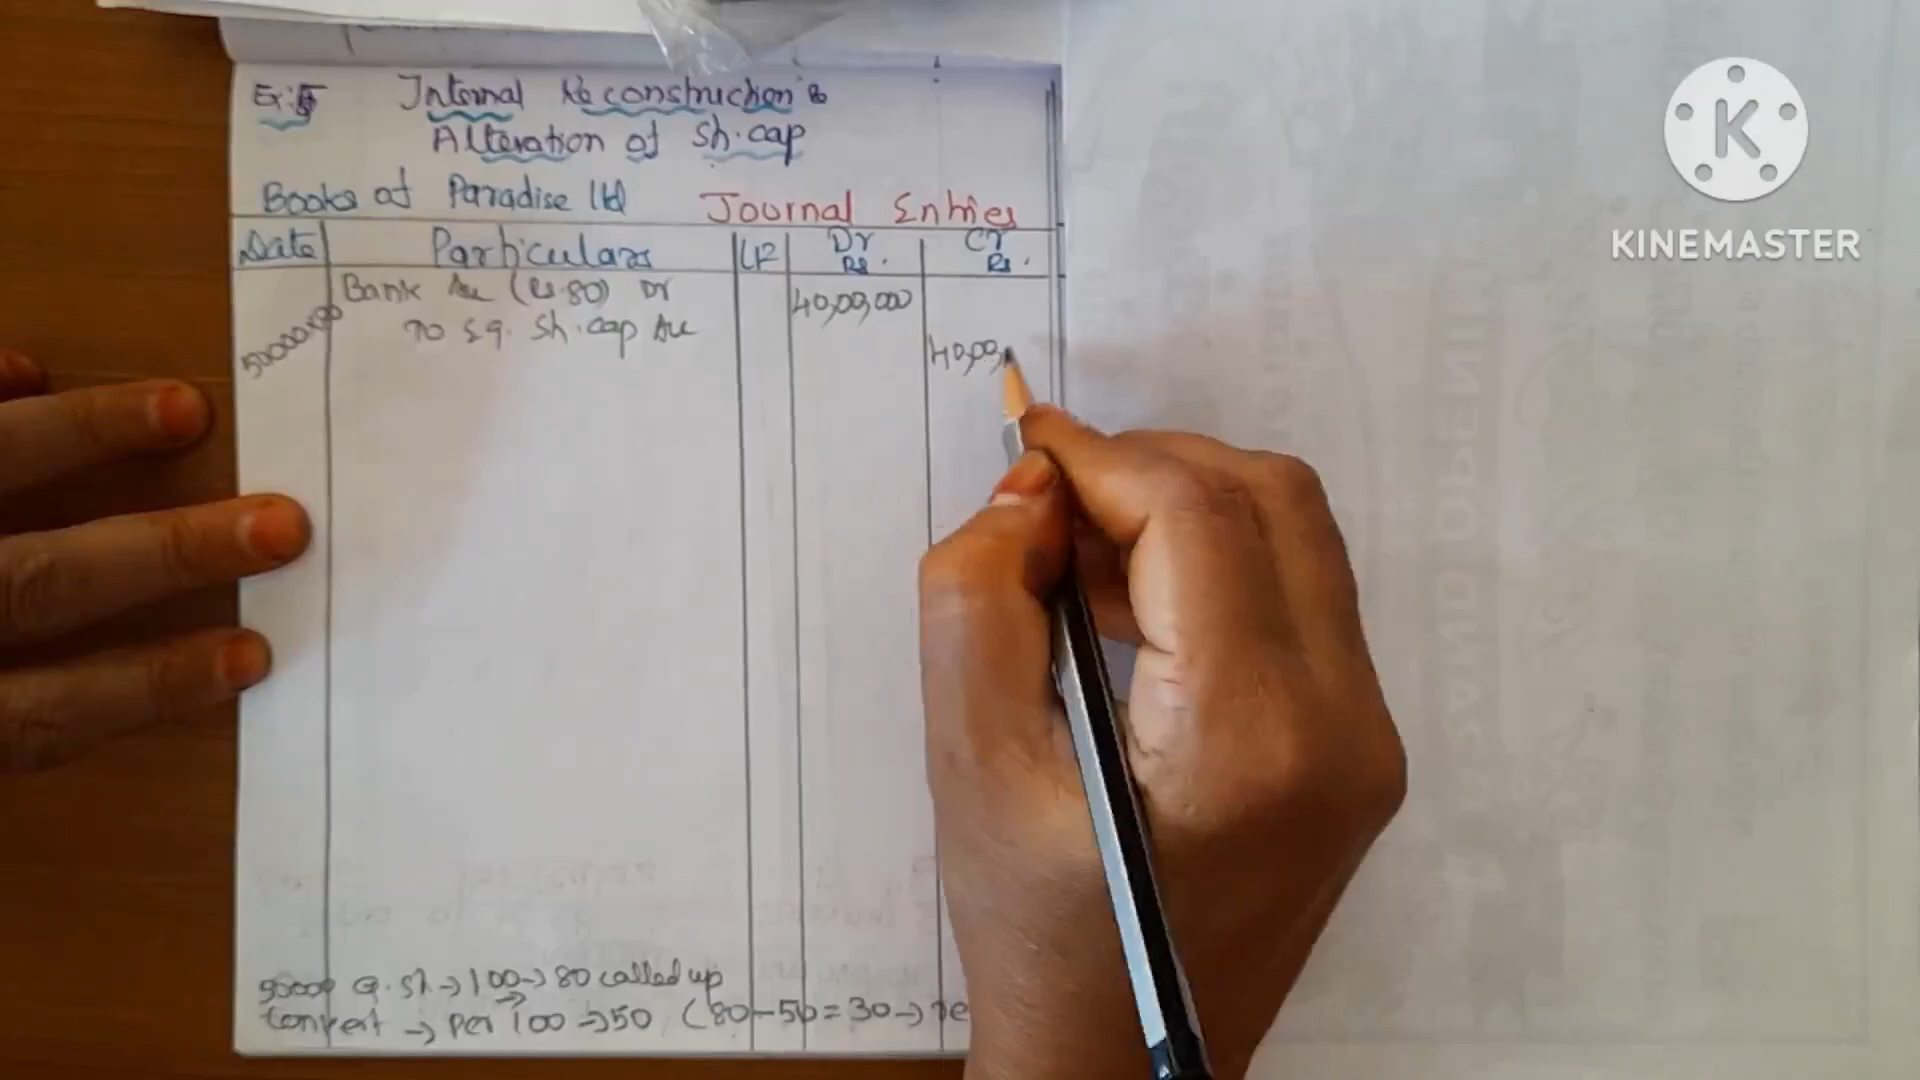 Ex:5 Internal Reconstruction &
Alteration of Sh.cap
Books of Paradise ltd Journal Entries
Date Particulars LF Dr Rs. Cr Rs.
Bank A/c (Rs 80) Dr 40,00,000
To Eq. Sh.cap A/c
50000x80
40,00,
50000 E.Sh → 100 → 80 called up
Convert → Per 100 → 50 (80-50=30 → re
K
KINEMASTER